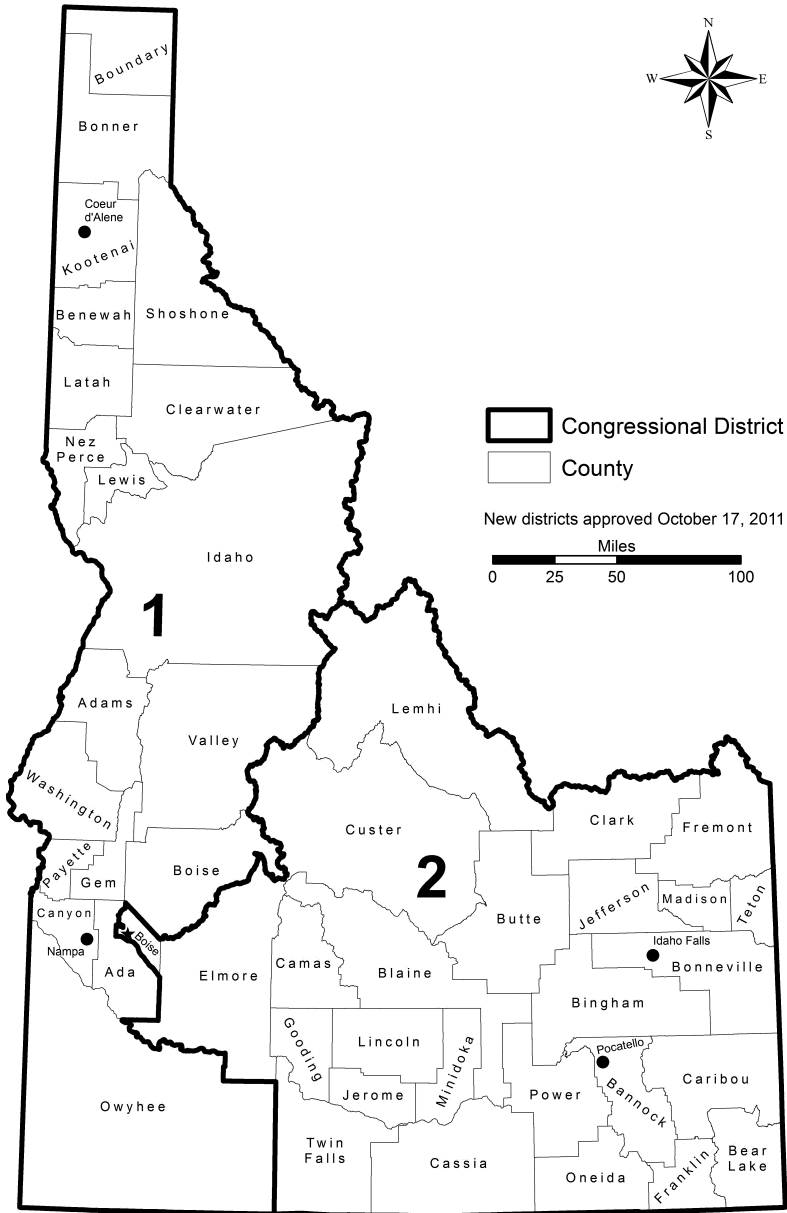 N
W
E
S
Boundary
Bonner
Coeur
d'Alene
Kootenai
Benewah
Shoshone
Latah
Clearwater
Nez
Perce
Lewis
Congressional District
County
New districts approved October 17, 2011
Miles
0 25 50 100
Idaho
1
Adams
Valley
Lemhi
Washington
Custer
Clark
Fremont
2
Payette
Gem
Boise
Butte
Jefferson
Madison
Teton
Canyon
Nampa
Boise
Ada
Elmore
Camas
Blaine
Idaho Falls
Bonneville
Bingham
Gooding
Lincoln
Minidoka
Jerome
Pocatello
Power
Bannock
Caribou
Owyhee
Twin
Falls
Cassia
Oneida
Franklin
Bear
Lake